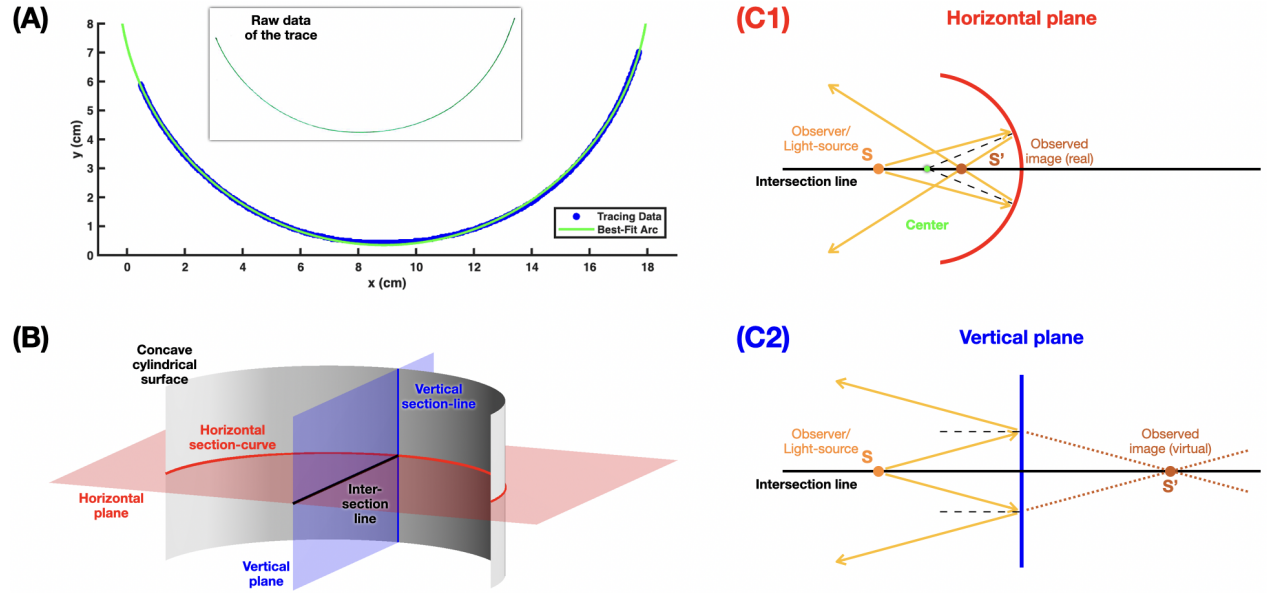 (A)
Raw data
of the trace
8
7
6
5
4
3
2
1
0
y (cm)
0 2 4 6 8 10 12 14 16 18
x (cm)
Tracing Data
Best-Fit Arc
(B)
Concave
cylindrical
surface
Vertical
section-line
Horizontal
section-curve
Inter-
section
line
Horizontal
plane
Vertical
plane
(C1)
Horizontal plane
Observer/
Light-source
S
S'
Observed
image (real)
Intersection line
Center
(C2)
Vertical plane
Observer/
Light-source
S
Observed
image (virtual)
Intersection line
S'